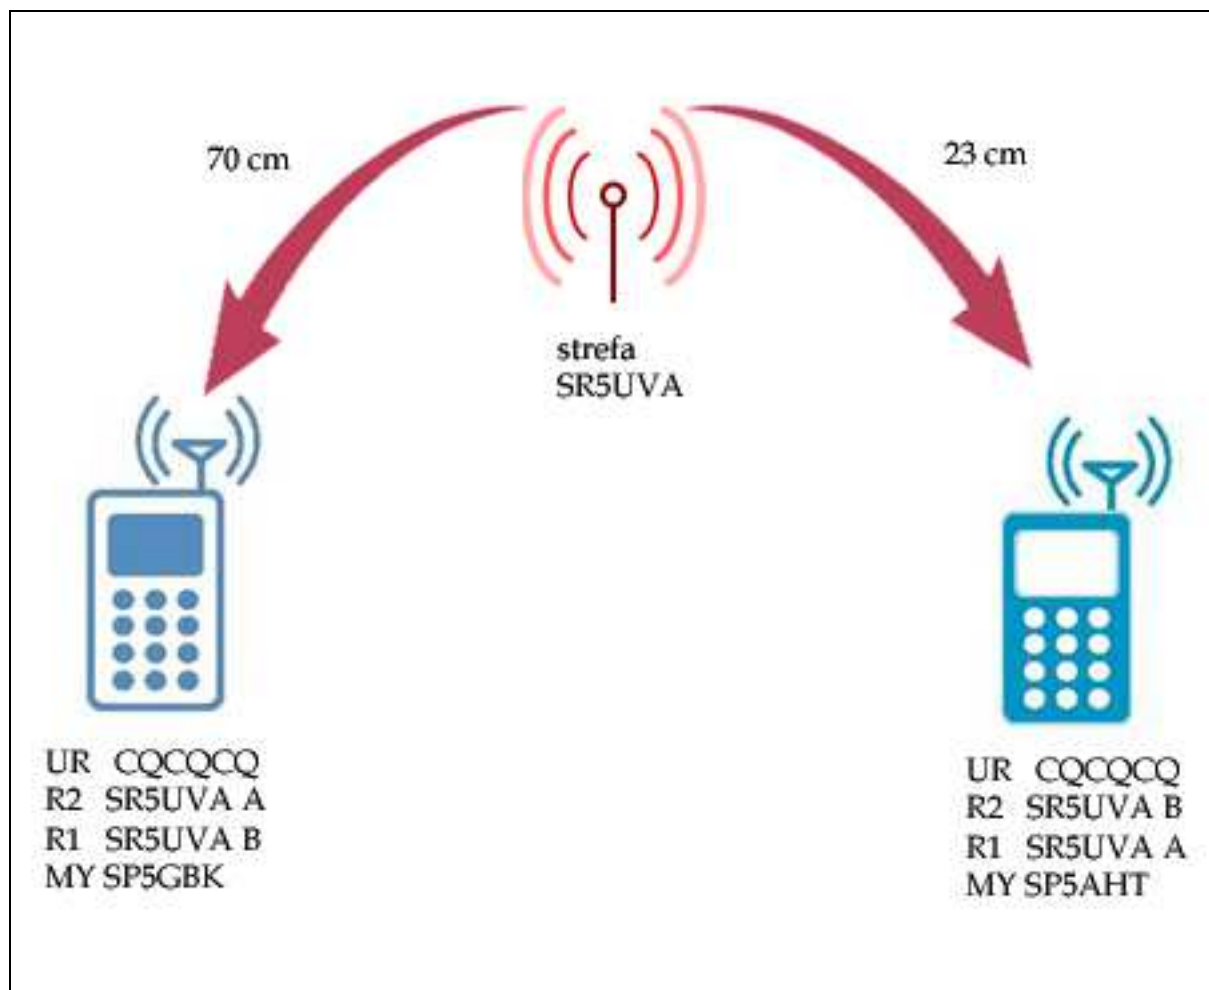 70 cm
23 cm
strefa
SR5UVA
UR CQCQCQ
R2 SR5UVA A
R1 SR5UVA B
MY SP5GBK
UR CQCQCQ
R2 SR5UVA B
R1 SR5UVA A
MY SP5AHT